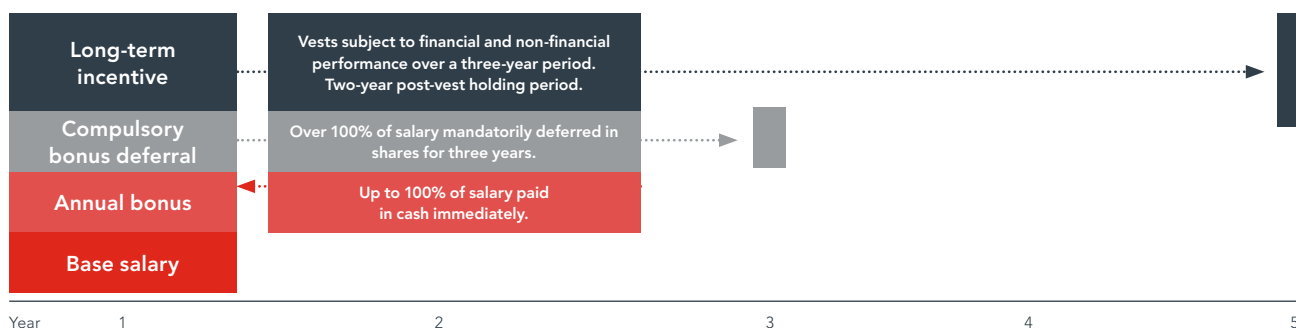 Long-term
incentive
Vests subject to financial and non-financial
performance over a three-year period.
Two-year post-vest holding period.
Compulsory
bonus deferral
Over 100% of salary mandatorily deferred in
shares for three years.
Annual bonus
Up to 100% of salary paid
in cash immediately.
Base salary
Year 1 2 3 4 5